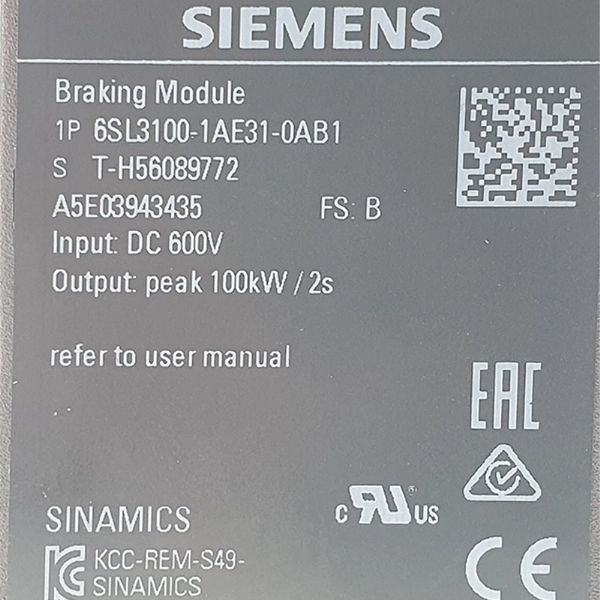 SIEMENS
Braking Module
1P 6SL3100-1AE31-0AB1
S T-H56089772
A5E03943435 FS: B
Input: DC 600V
Output: peak 100kW / 2s
refer to user manual
EAC
SINAMICS
c RU US
KCC-REM-S49-
SINAMICS
CE